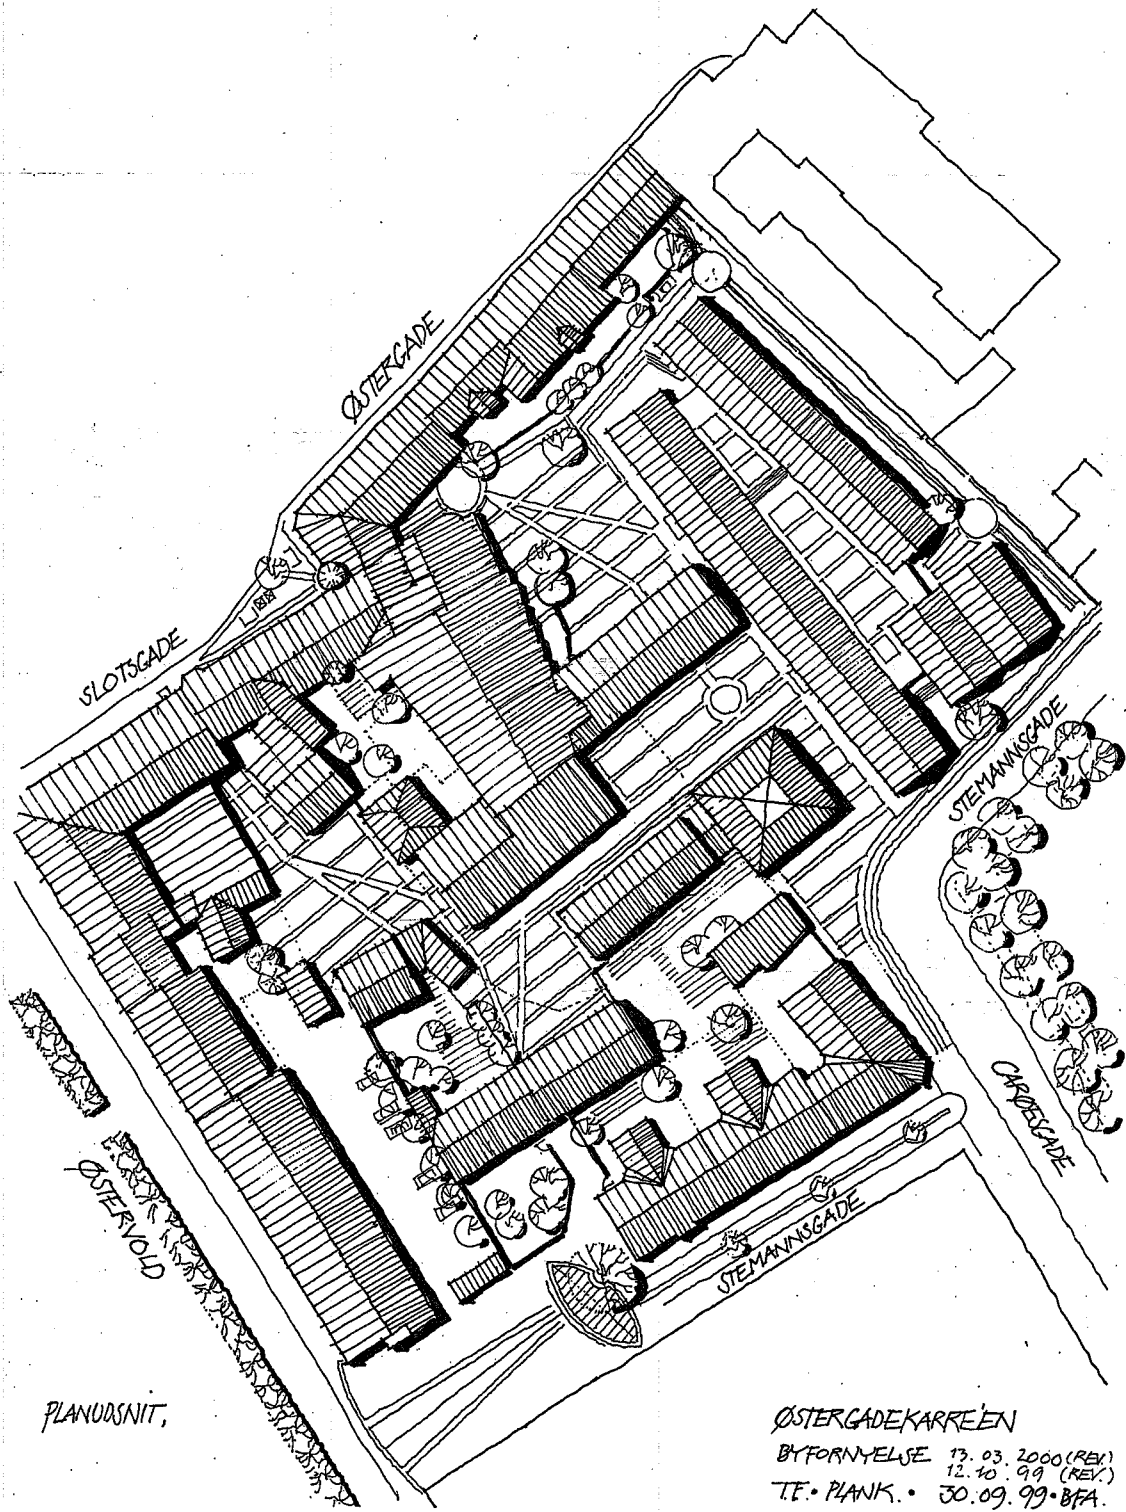 ØSTERGADE
SLOTSGADE
STEMANNSGADE
CARØESGADE
ØSTERVOLD
STEMANNSGADE
PLANUDSNIT,
ØSTERGADEKARRÉEN
BYFORNYELSE 13.03.2000 (REV.)
12.10.99 (REV.)
T.F. • PLANK. • 30.09.99 • BFA.